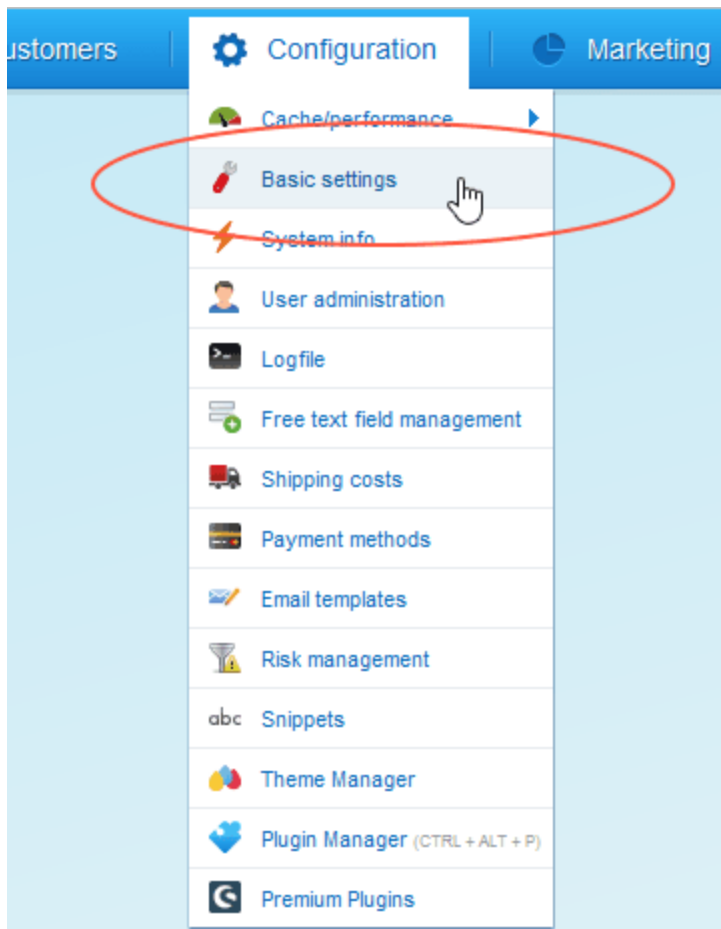 ustomers
Configuration
Marketing
Cache/performance
Basic settings
System info
User administration
Logfile
Free text field management
Shipping costs
Payment methods
Email templates
Risk management
abc Snippets
Theme Manager
Plugin Manager (CTRL + ALT + P)
Premium Plugins